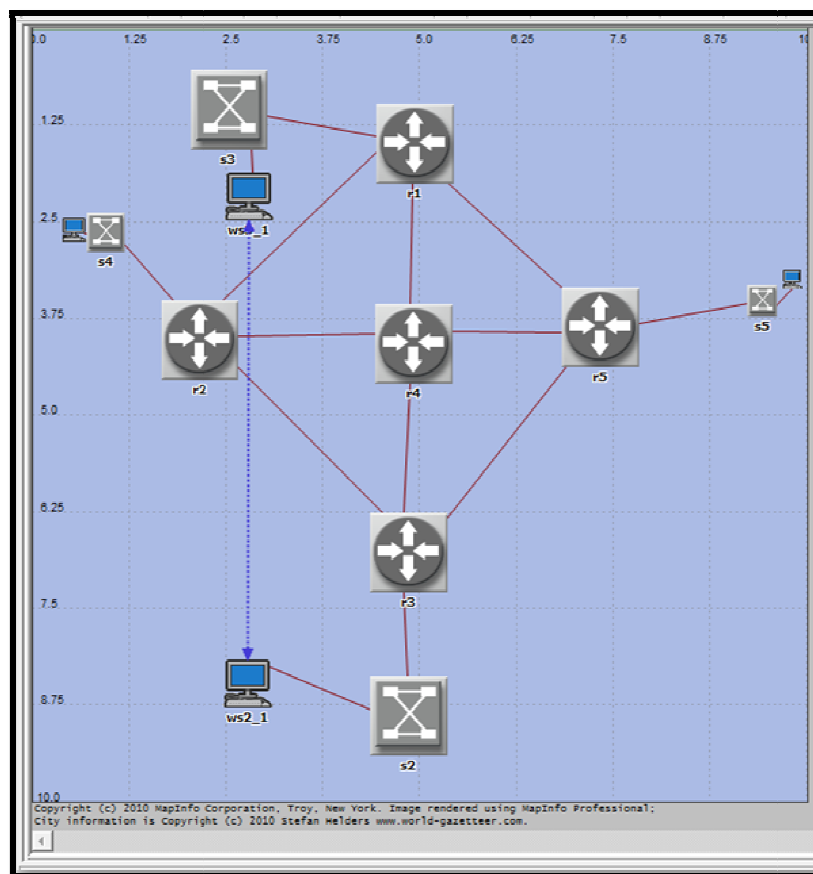 0.0 1.25 2.5 3.75 5.0 6.25 7.5 8.75
1.25
s3
r1
2.5
s4
3.75
s5
r2
r4
r5
5.0
6.25
r3
7.5
8.75
ws2_1
s2
10.0
Copyright (c) 2010 MapInfo Corporation, Troy, New York. Image rendered using MapInfo Professional;
City information is Copyright (c) 2010 Stefan Helders www.world-gazetteer.com.